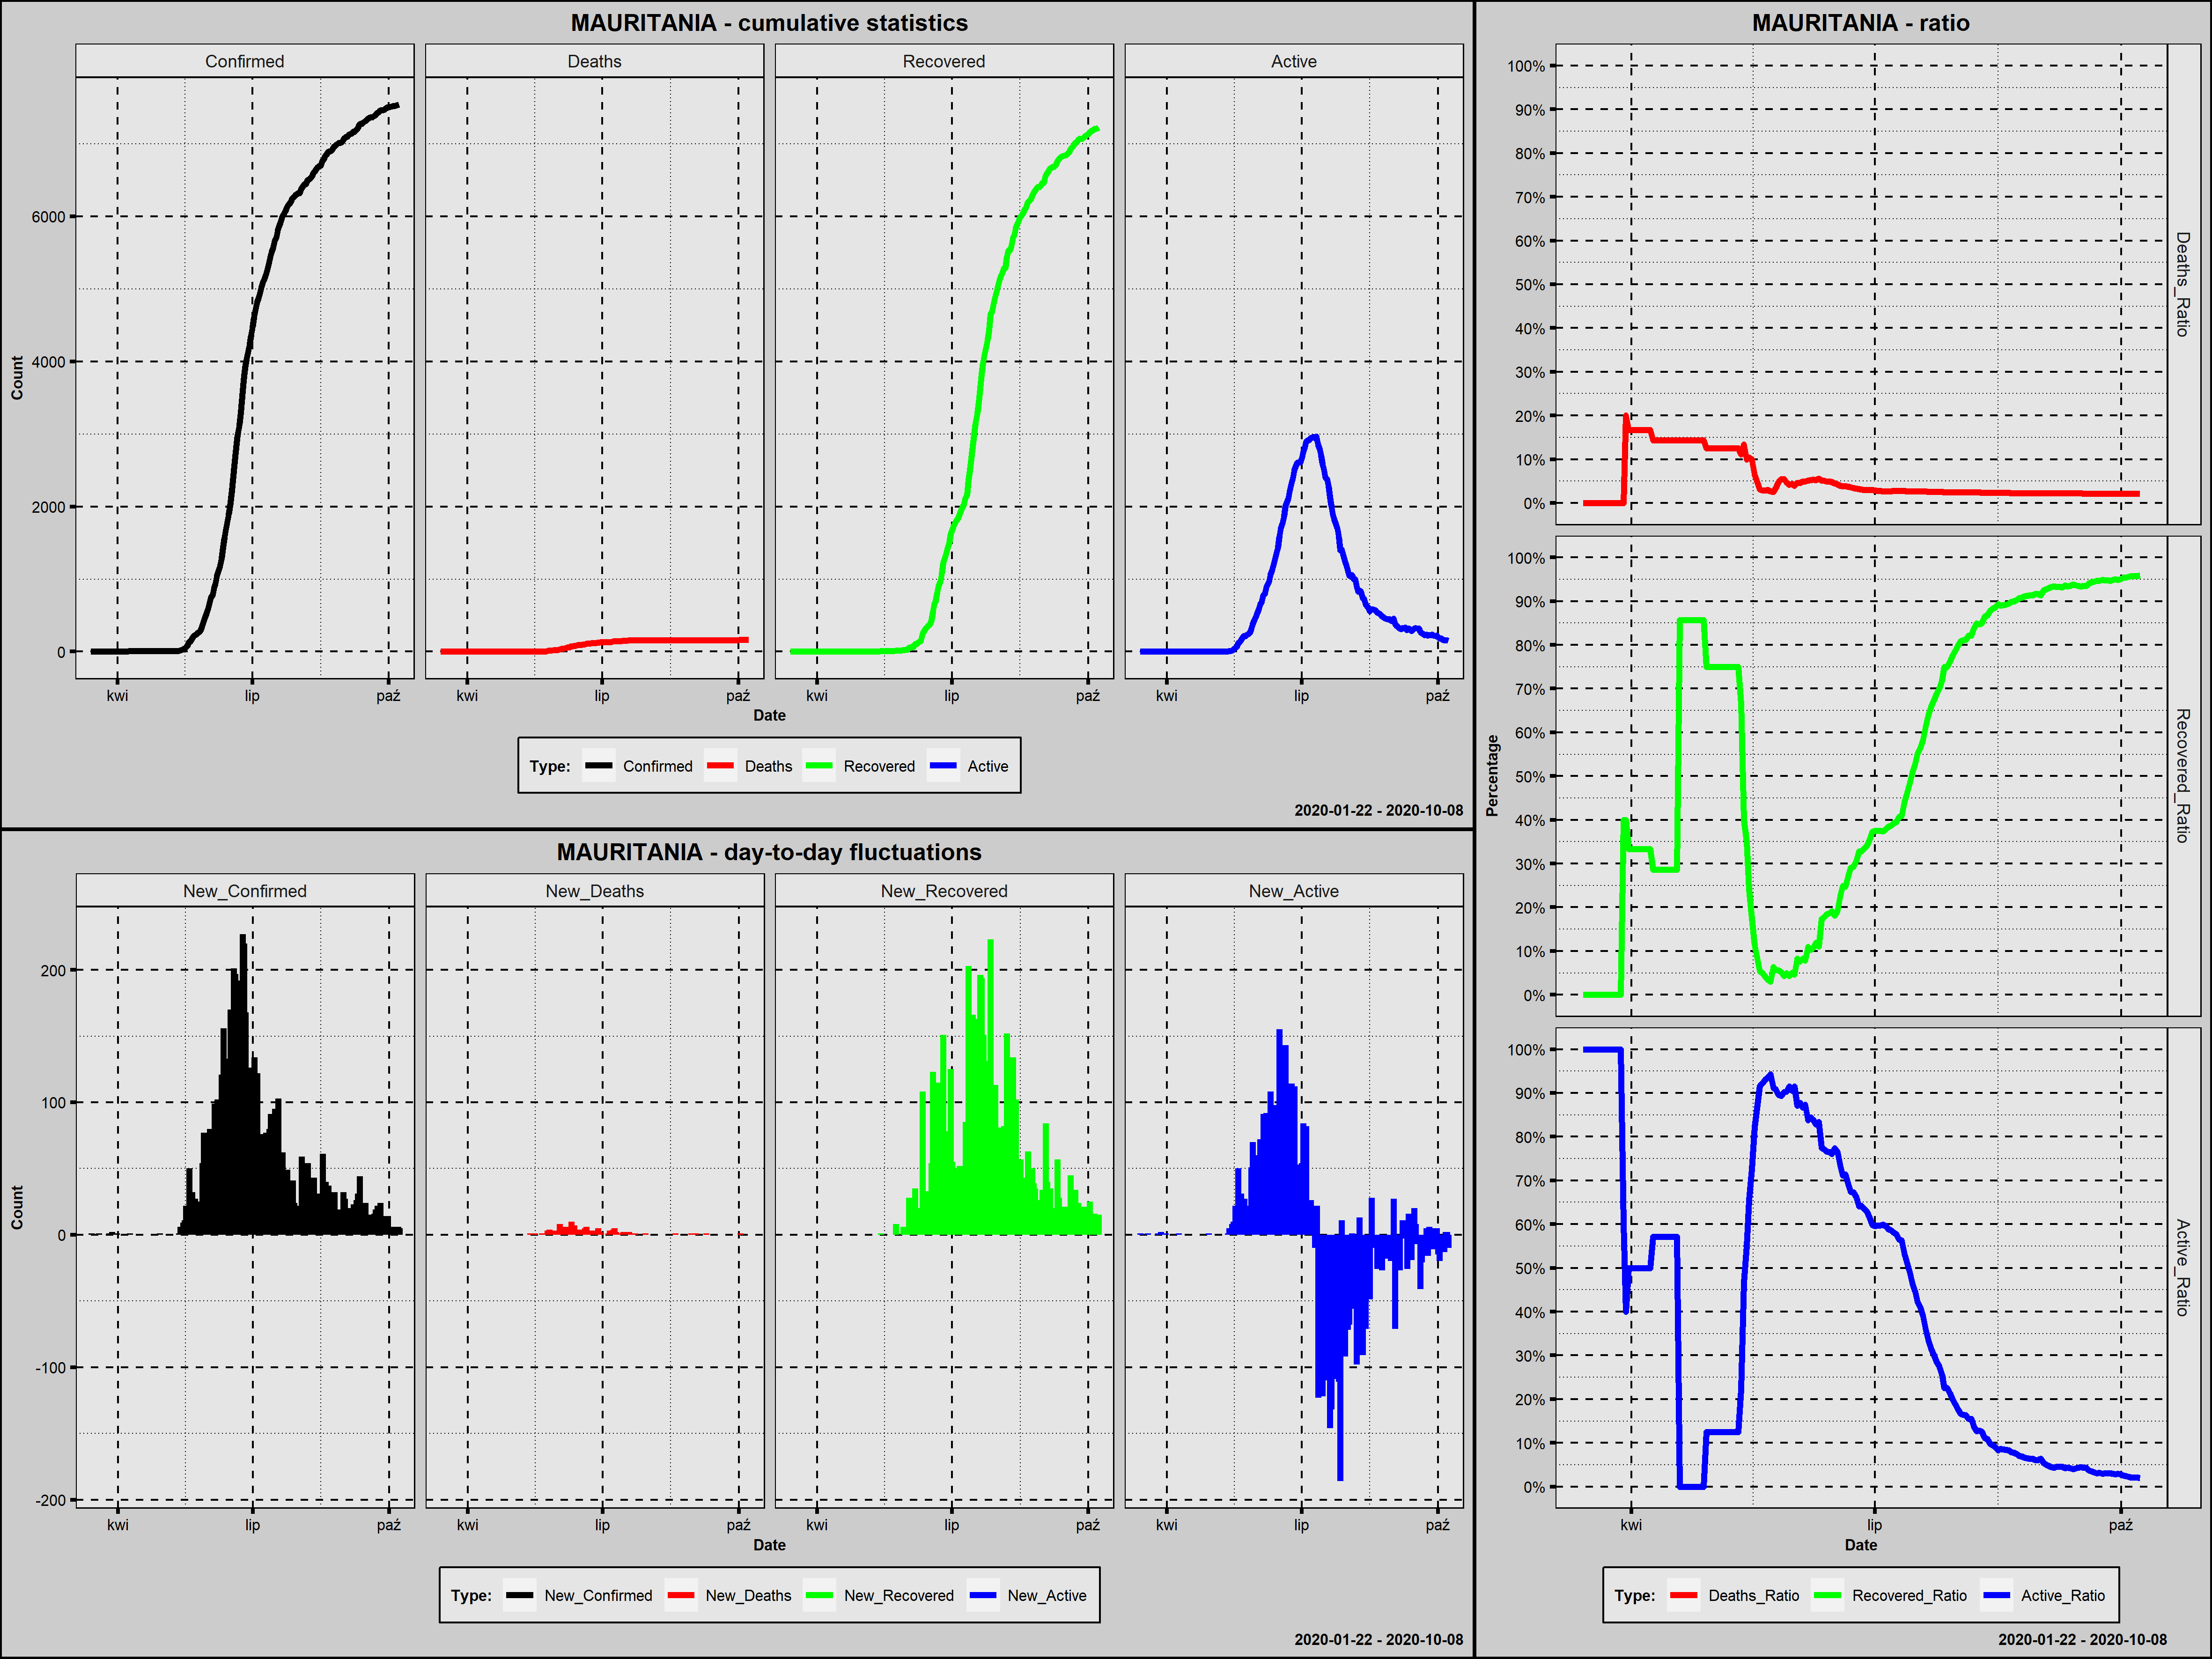 MAURITANIA - cumulative statistics
Confirmed Deaths Recovered Active
Count
6000
4000
2000
0
kwi lip paź kwi lip paź kwi lip paź kwi lip paź
Date
Type: Confirmed Deaths Recovered Active
2020-01-22 - 2020-10-08
MAURITANIA - day-to-day fluctuations
New_Confirmed New_Deaths New_Recovered New_Active
Count
200
100
0
-100
-200
kwi lip paź kwi lip paź kwi lip paź kwi lip paź
Date
Type: New_Confirmed New_Deaths New_Recovered New_Active
2020-01-22 - 2020-10-08
MAURITANIA - ratio
Percentage
100%
90%
80%
70%
60%
50%
40%
30%
20%
10%
0%
Deaths_Ratio
100%
90%
80%
70%
60%
50%
40%
30%
20%
10%
0%
Recovered_Ratio
100%
90%
80%
70%
60%
50%
40%
30%
20%
10%
0%
Active_Ratio
kwi lip paź
Date
Type: Deaths_Ratio Recovered_Ratio Active_Ratio
2020-01-22 - 2020-10-08